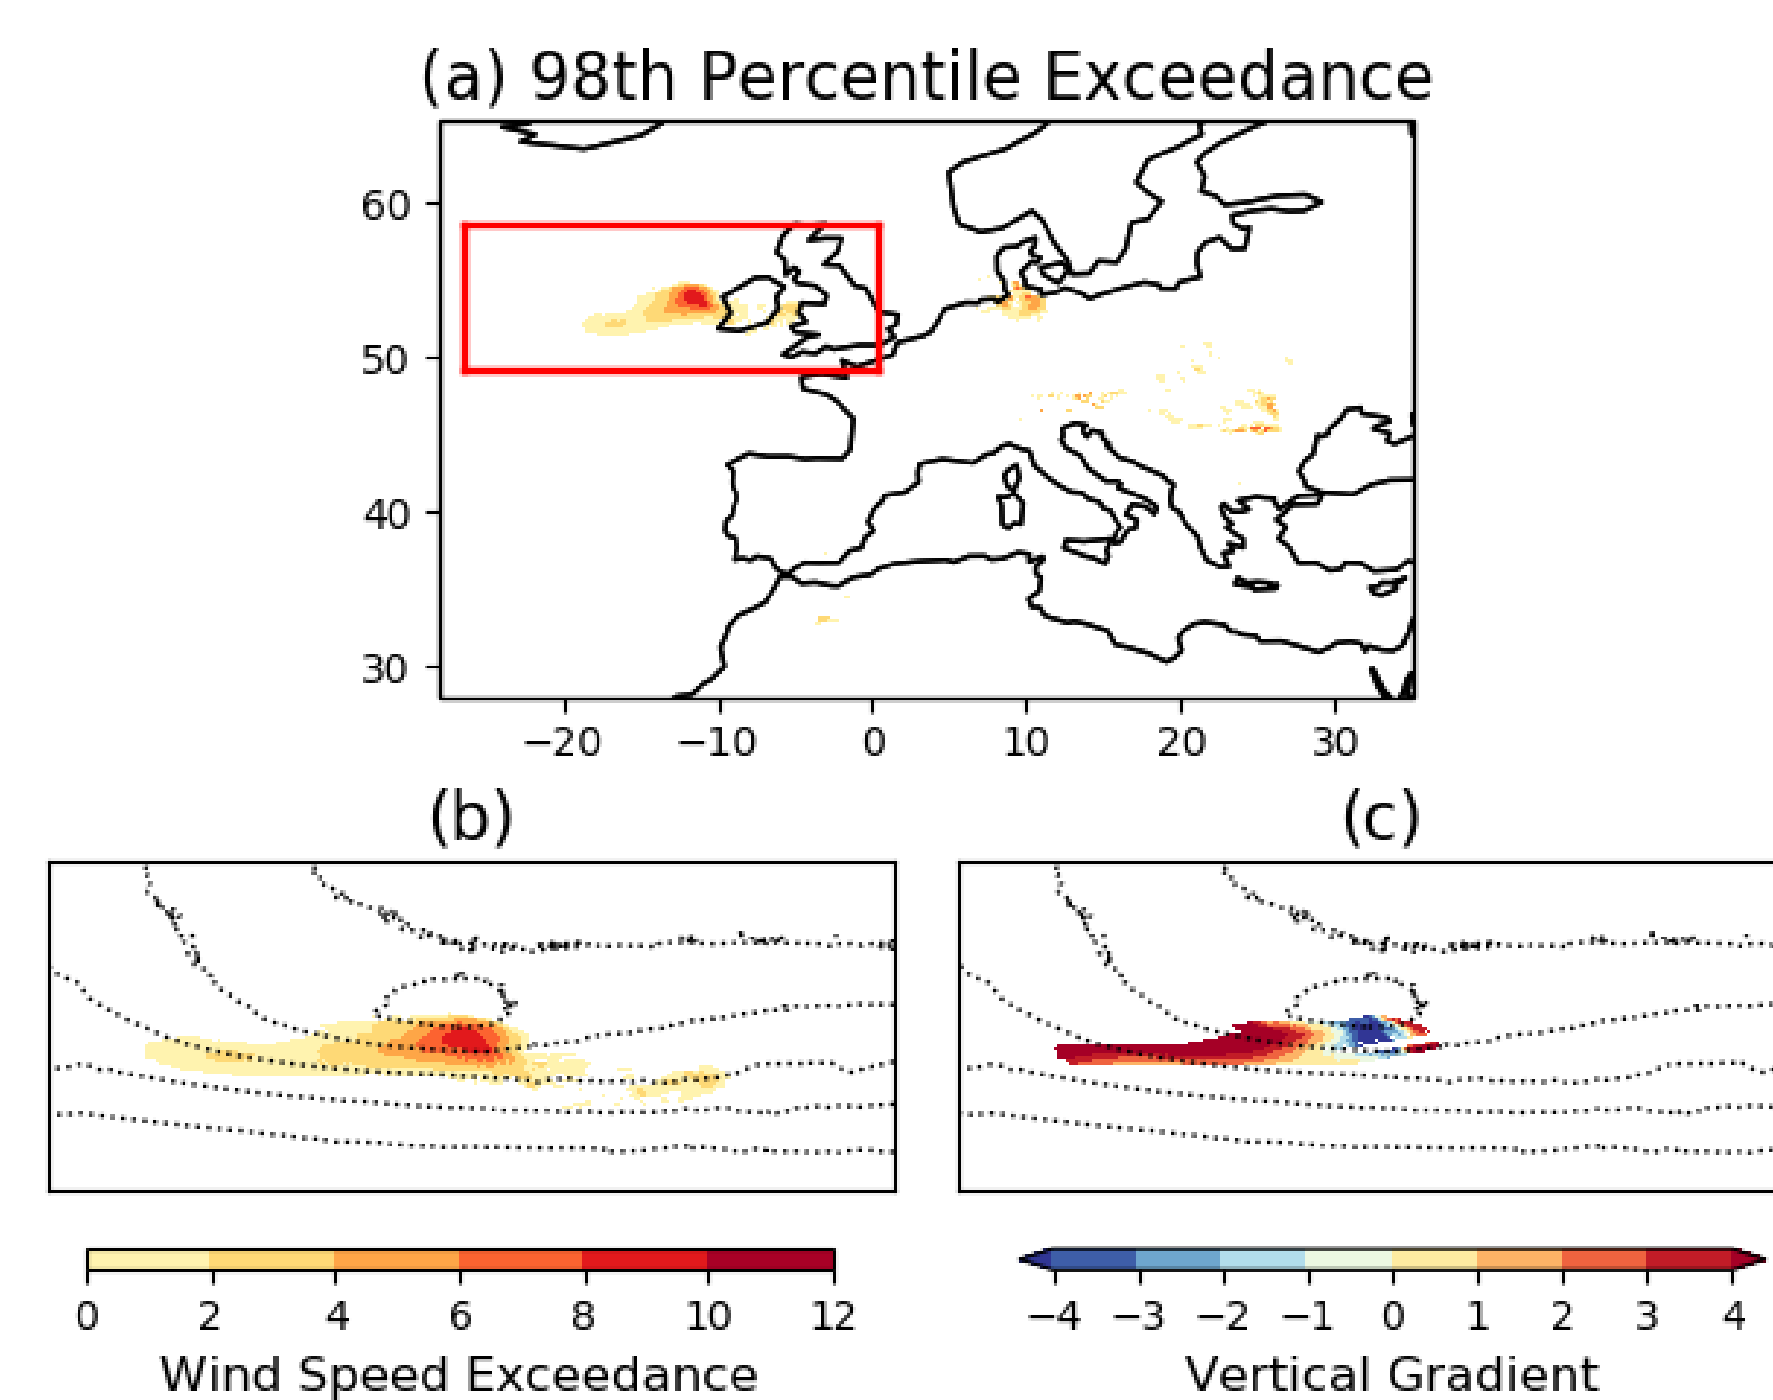 (a) 98th Percentile Exceedance
60
50
40
30
−20 −10 0 10 20 30
(b) (c)
0 2 4 6 8 10 12
−4 −3 −2 −1 0 1 2 3 4
Wind Speed Exceedance
Vertical Gradient